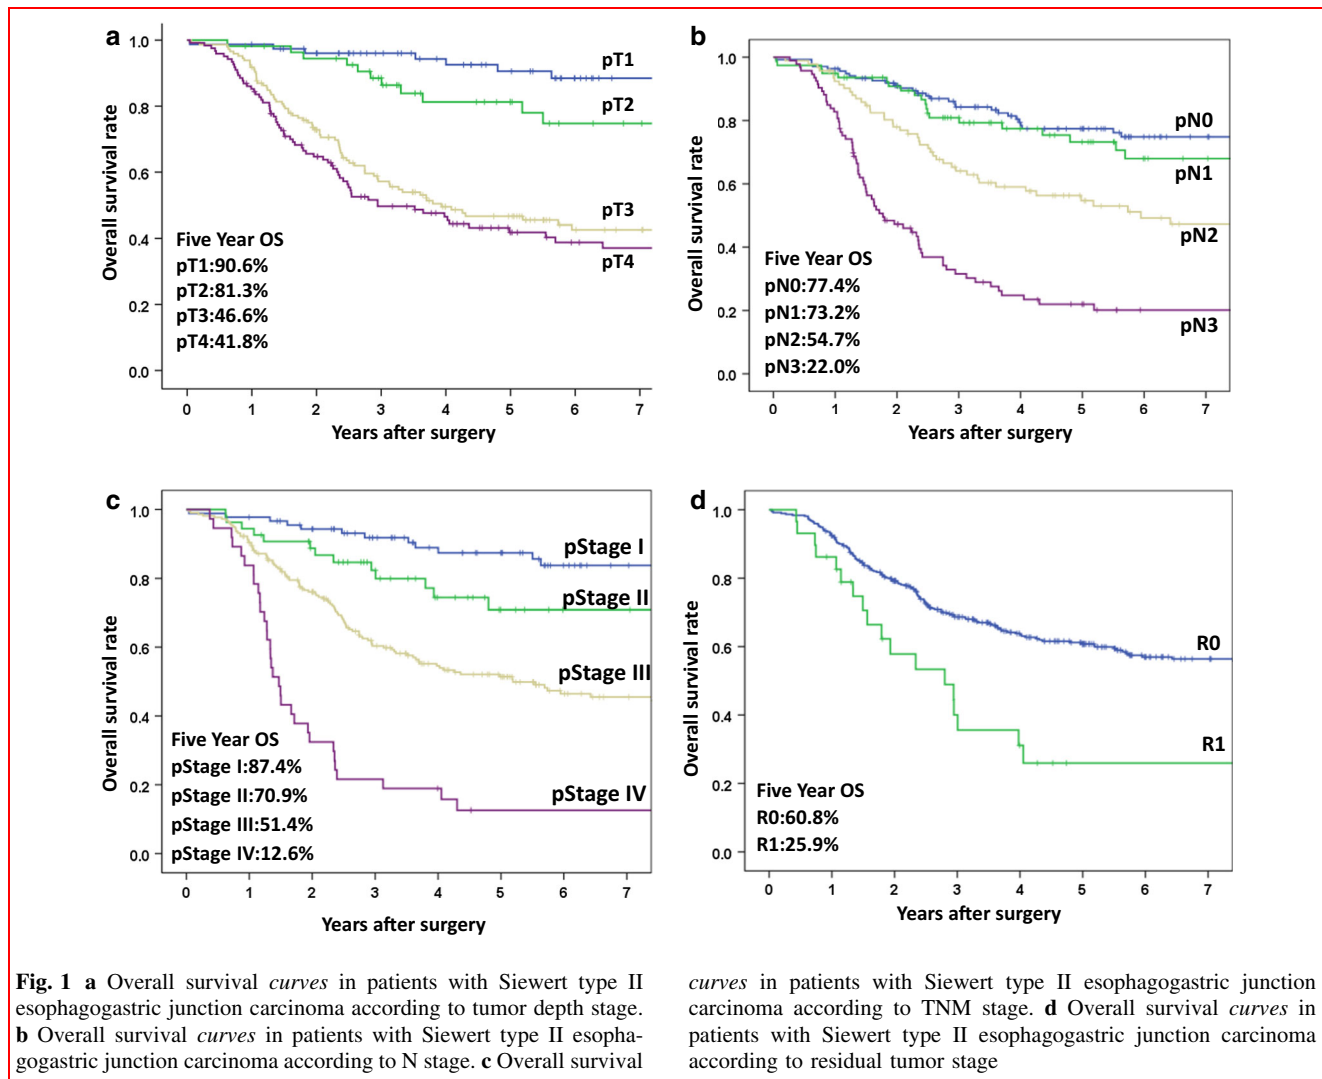 a
Overall survival rate
1.0
0.8
0.6
0.4
0.2
0.0
pT1
pT2
pT3
pT4
Five Year OS
pT1:90.6%
pT2:81.3%
pT3:46.6%
pT4:41.8%
0 1 2 3 4 5 6 7
Years after surgery
b
Overall survival rate
1.0
0.8
0.6
0.4
0.2
0.0
pN0
pN1
pN2
pN3
Five Year OS
pN0:77.4%
pN1:73.2%
pN2:54.7%
pN3:22.0%
0 1 2 3 4 5 6 7
Years after surgery
c
Overall survival rate
1.0
0.8
0.6
0.4
0.2
0.0
pStage I
pStage II
pStage III
pStage IV
Five Year OS
pStage I:87.4%
pStage II:70.9%
pStage III:51.4%
pStage IV:12.6%
0 1 2 3 4 5 6 7
Years after surgery
d
Overall survival rate
1.0
0.8
0.6
0.4
0.2
0.0
R0
R1
Five Year OS
R0:60.8%
R1:25.9%
0 1 2 3 4 5 6 7
Years after surgery
Fig. 1 a Overall survival curves in patients with Siewert type II
esophagogastric junction carcinoma according to tumor depth stage.
b Overall survival curves in patients with Siewert type II esopha-
gogastric junction carcinoma according to N stage. c Overall survival
curves in patients with Siewert type II esophagogastric junction
carcinoma according to TNM stage. d Overall survival curves in
patients with Siewert type II esophagogastric junction carcinoma
according to residual tumor stage